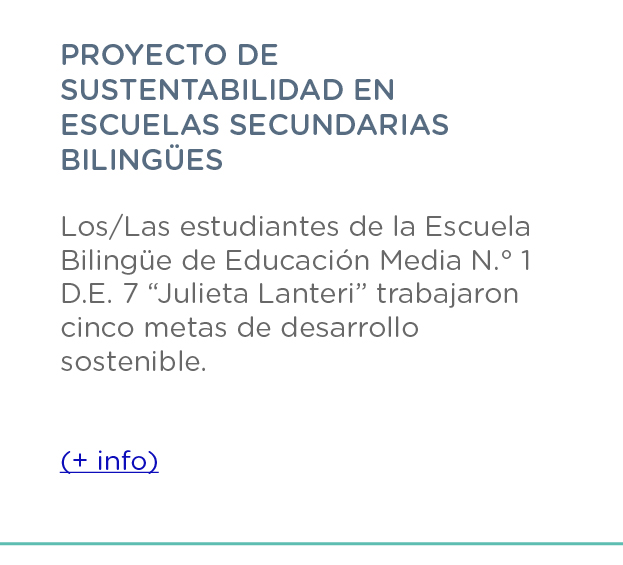 PROYECTO DE
SUSTENTABILIDAD EN
ESCUELAS SECUNDARIAS
BILINGÜES
Los/Las estudiantes de la Escuela
Bilingüe de Educación Media N.° 1
D.E. 7 “Julieta Lanteri” trabajaron
cinco metas de desarrollo
sostenible.
(+ info)